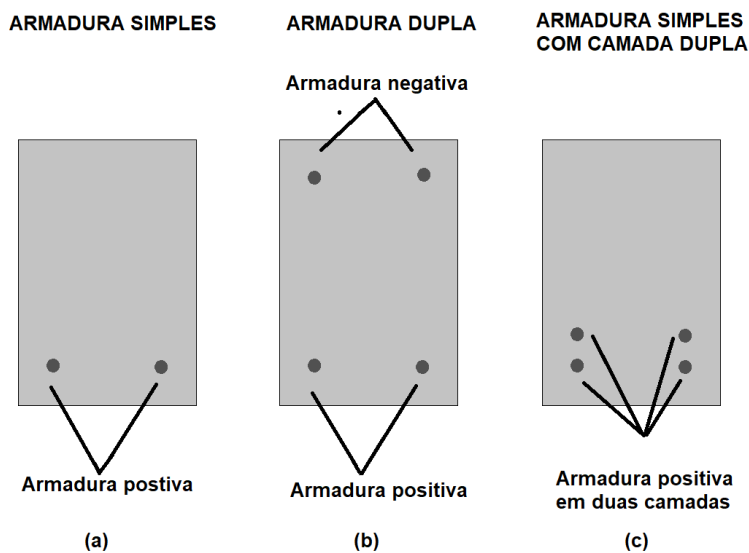 ARMADURA SIMPLES
ARMADURA DUPLA
ARMADURA SIMPLES
COM CAMADA DUPLA
Armadura negativa
Armadura postiva
Armadura positiva
Armadura positiva
em duas camadas
(a)
(b)
(c)